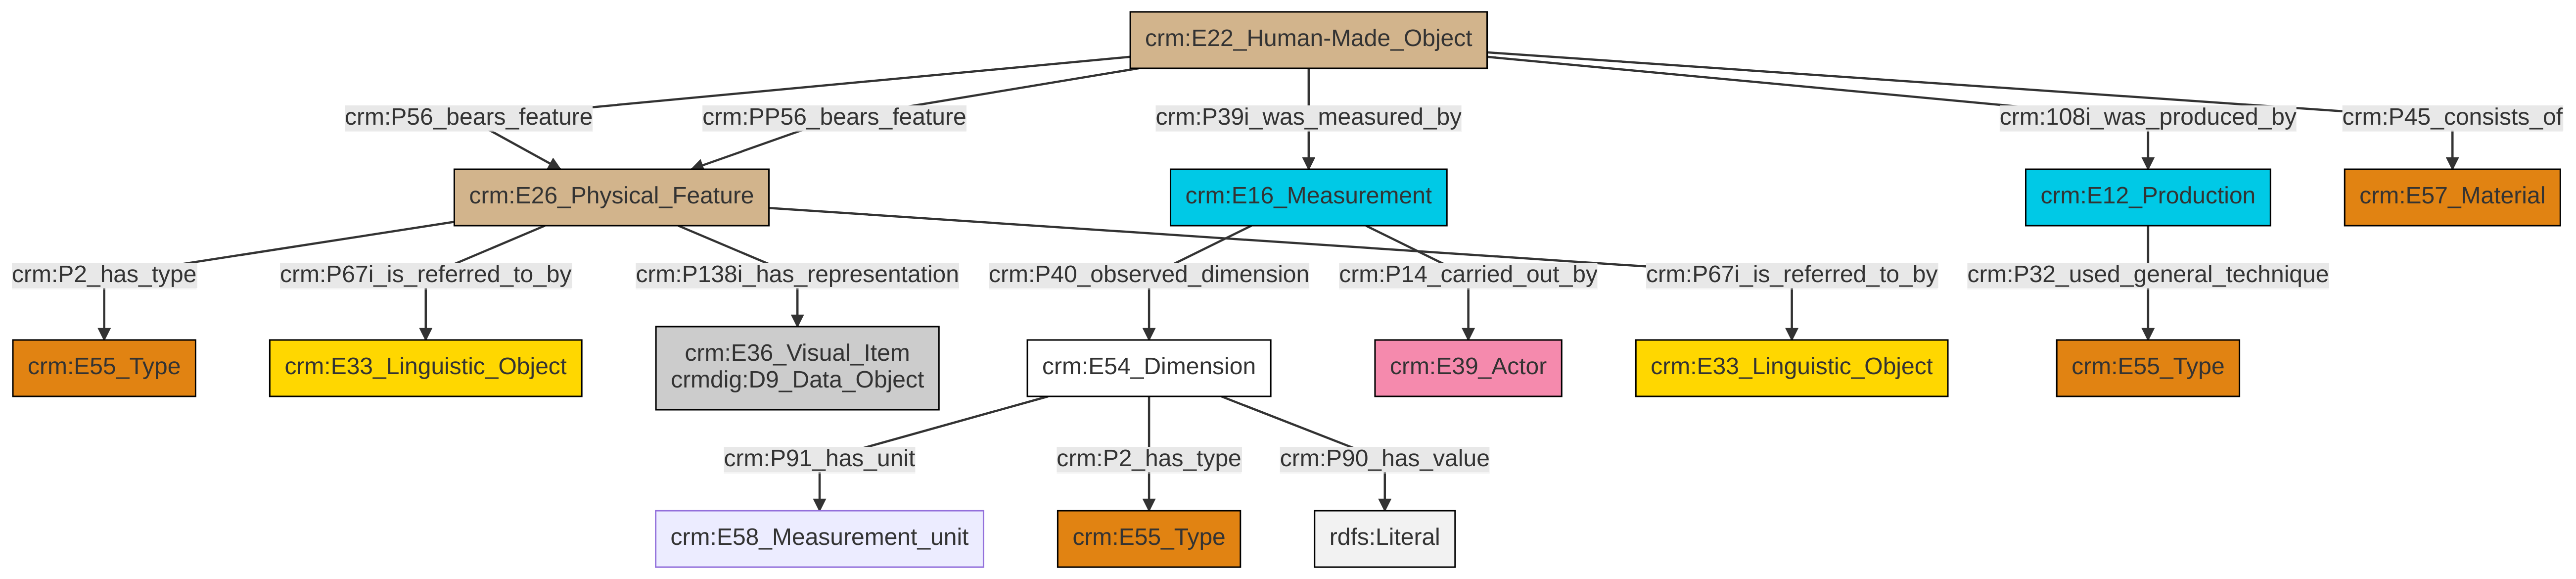 crm:E22_Human-Made_Object
crm:P56_bears_feature
crm:PP56_bears_feature
crm:P39i_was_measured_by
crm:108i_was_produced_by
crm:P45_consists_of
crm:E26_Physical_Feature
crm:E16_Measurement
crm:E12_Production
crm:E57_Material
crm:P2_has_type
crm:P67i_is_referred_to_by
crm:P138i_has_representation
crm:P40_observed_dimension
crm:P14_carried_out_by
crm:P67i_is_referred_to_by
crm:P32_used_general_technique
crm:E55_Type
crm:E33_Linguistic_Object
crm:E36_Visual_Item
crmdig:D9_Data_Object
crm:E54_Dimension
crm:E39_Actor
crm:E33_Linguistic_Object
crm:E55_Type
crm:P91_has_unit
crm:P2_has_type
crm:P90_has_value
crm:E58_Measurement_unit
crm:E55_Type
rdfs:Literal